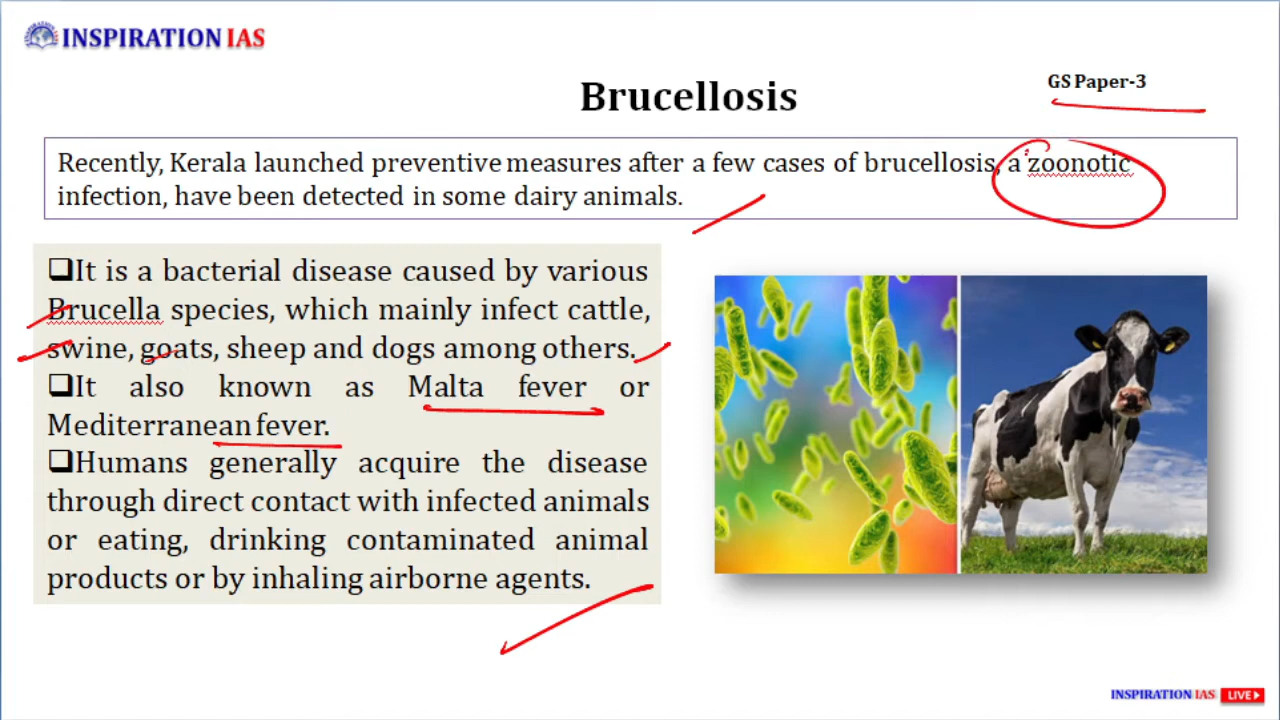 INSPIRATION IAS
Brucellosis
GS Paper-3
Recently, Kerala launched preventive measures after a few cases of brucellosis, a zoonotic
infection, have been detected in some dairy animals.
❑It is a bacterial disease caused by various
Brucella species, which mainly infect cattle,
swine, goats, sheep and dogs among others.
❑It also known as Malta fever or
Mediterranean fever.
❑Humans generally acquire the disease
through direct contact with infected animals
or eating, drinking contaminated animal
products or by inhaling airborne agents.
INSPIRATION IAS LIVE